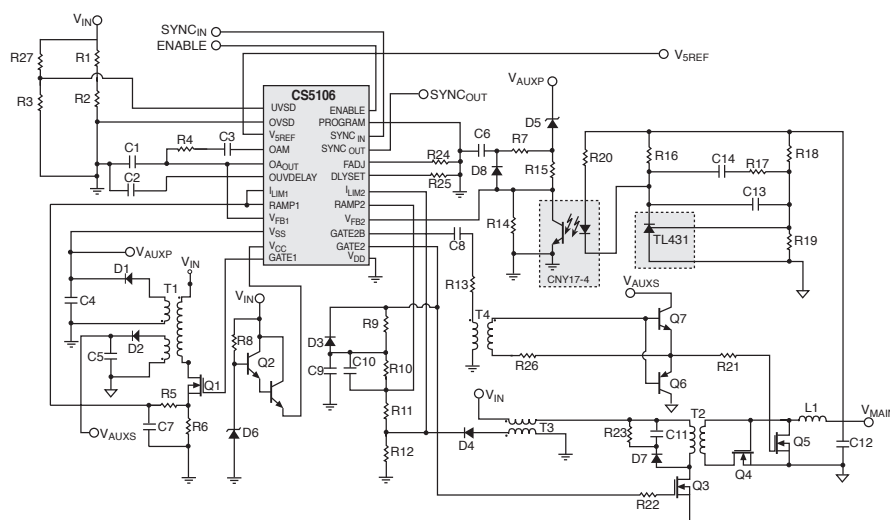 VIN
SYNCIN
ENABLE
R27
R1
R3
R2
V5REF
CS5106
UVSD
OVSD
V5REF
OAM
OAOUT
OUVDELAY
ILIM1
RAMP1
VFB1
VSS
VCC
GATE1
ENABLE
PROGRAM
SYNC IN
SYNC OUT
FADJ
DLYSET
ILIM2
RAMP2
VFB2
GATE2B
GATE2
VDD
SYNCOUT
VAUXP
D5
C6
R7
D8
R15
R24
R25
R14
R20
CNY17-4
R16
C14
R17
R18
C13
TL431
R19
R4
C3
C1
C2
VAUXP
D1
T1
VIN
C4
D2
C5
R5
Q1
C7
R6
VAUXS
VIN
R8
Q2
D6
C8
R13
T4
D3
R9
C9
C10
R10
R11
R12
D4
VAUXS
Q7
R26
Q6
R21
VIN
T3
R23
C11
D7
T2
R22
Q3
Q4
Q5
L1
VMAIN
C12